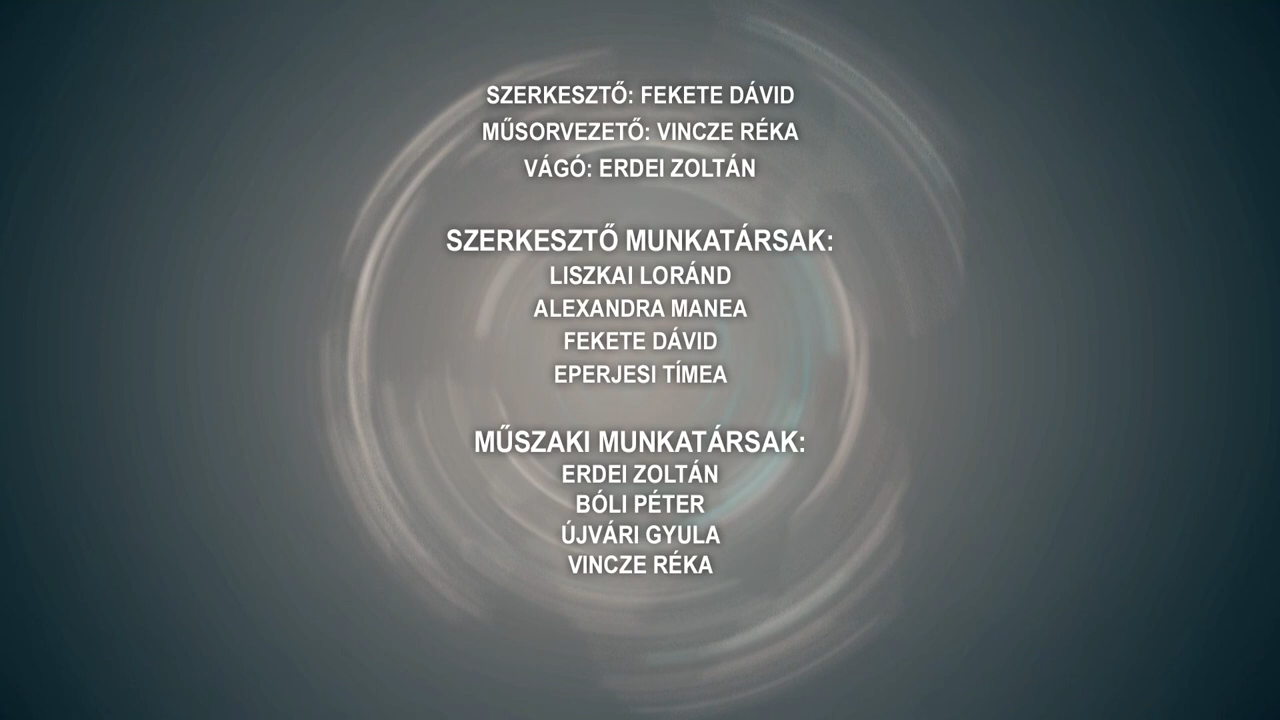 SZERKESZTŐ: FEKETE DÁVID
MŰSORVEZETŐ: VINCZE RÉKA
VÁGÓ: ERDEI ZOLTÁN
SZERKESZTŐ MUNKATÁRSAK:
LISZKAI LORÁND
ALEXANDRA MANEA
FEKETE DÁVID
EPERJESI TÍMEA
MŰSZAKI MUNKATÁRSAK:
ERDEI ZOLTÁN
BÓLI PÉTER
ÚJVÁRI GYULA
VINCZE RÉKA